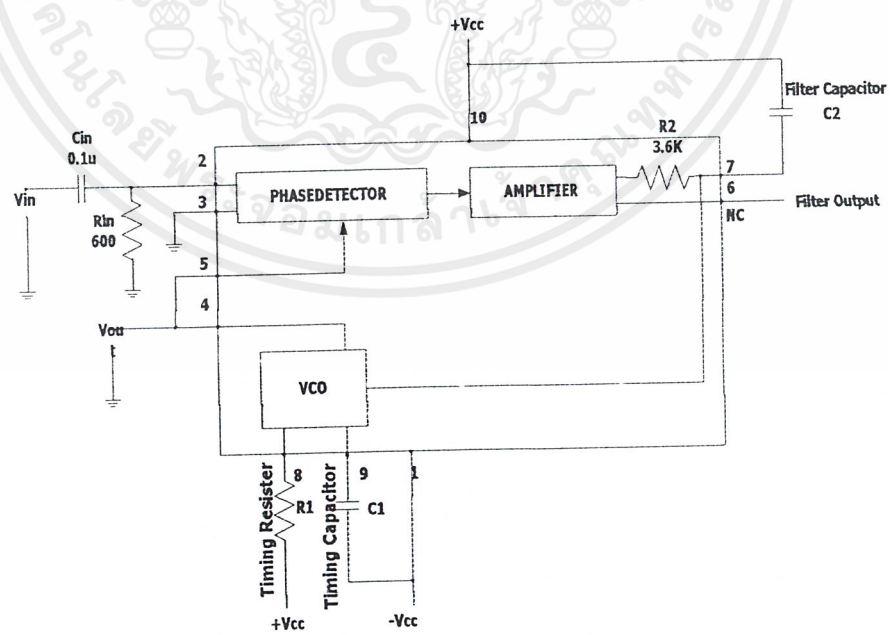 +Vcc
Filter Capacitor
C2
10
R2
3.6K
Cin
0.1u
2
7
PHASEDETECTOR
AMPLIFIER
6
Vin
3
NC
Filter Output
Rin
600
5
4
Vou
t
VCO
Timing Resister
8
R1
Timing Capacitor
9
C1
1
+Vcc
-Vcc